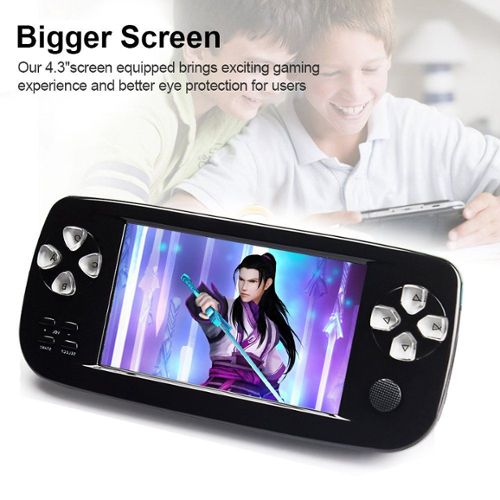 Bigger Screen
Our 4.3"screen equipped brings exciting gaming
experience and better eye protection for users
A
B